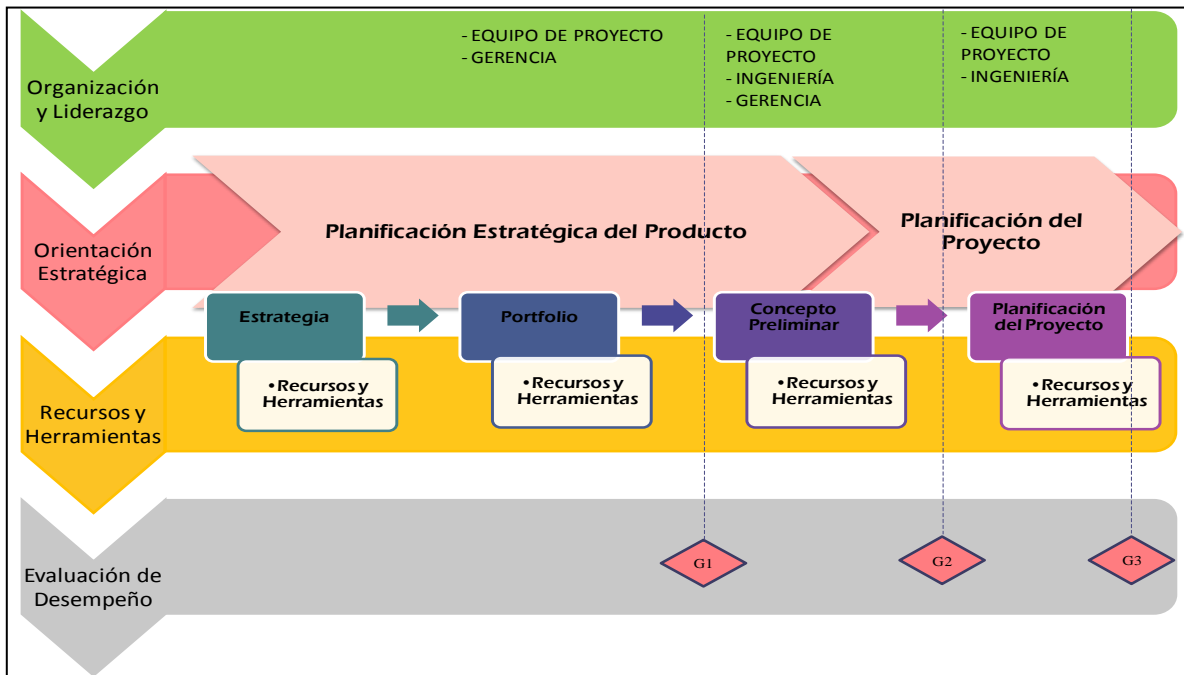 Organización
y Liderazgo
- EQUIPO DE PROYECTO
- GERENCIA
- EQUIPO DE
PROYECTO
- INGENIERÍA
- GERENCIA
- EQUIPO DE
PROYECTO
- INGENIERÍA
Orientación
Estratégica
Planificación Estratégica del Producto
Planificación del
Proyecto
Estrategia
Portfolio
Concepto
Preliminar
Planificación
del Proyecto
Recursos y
Herramientas
•Recursos y
Herramientas
•Recursos y
Herramientas
•Recursos y
Herramientas
•Recursos y
Herramientas
Evaluación de
Desempeño
G1
G2
G3